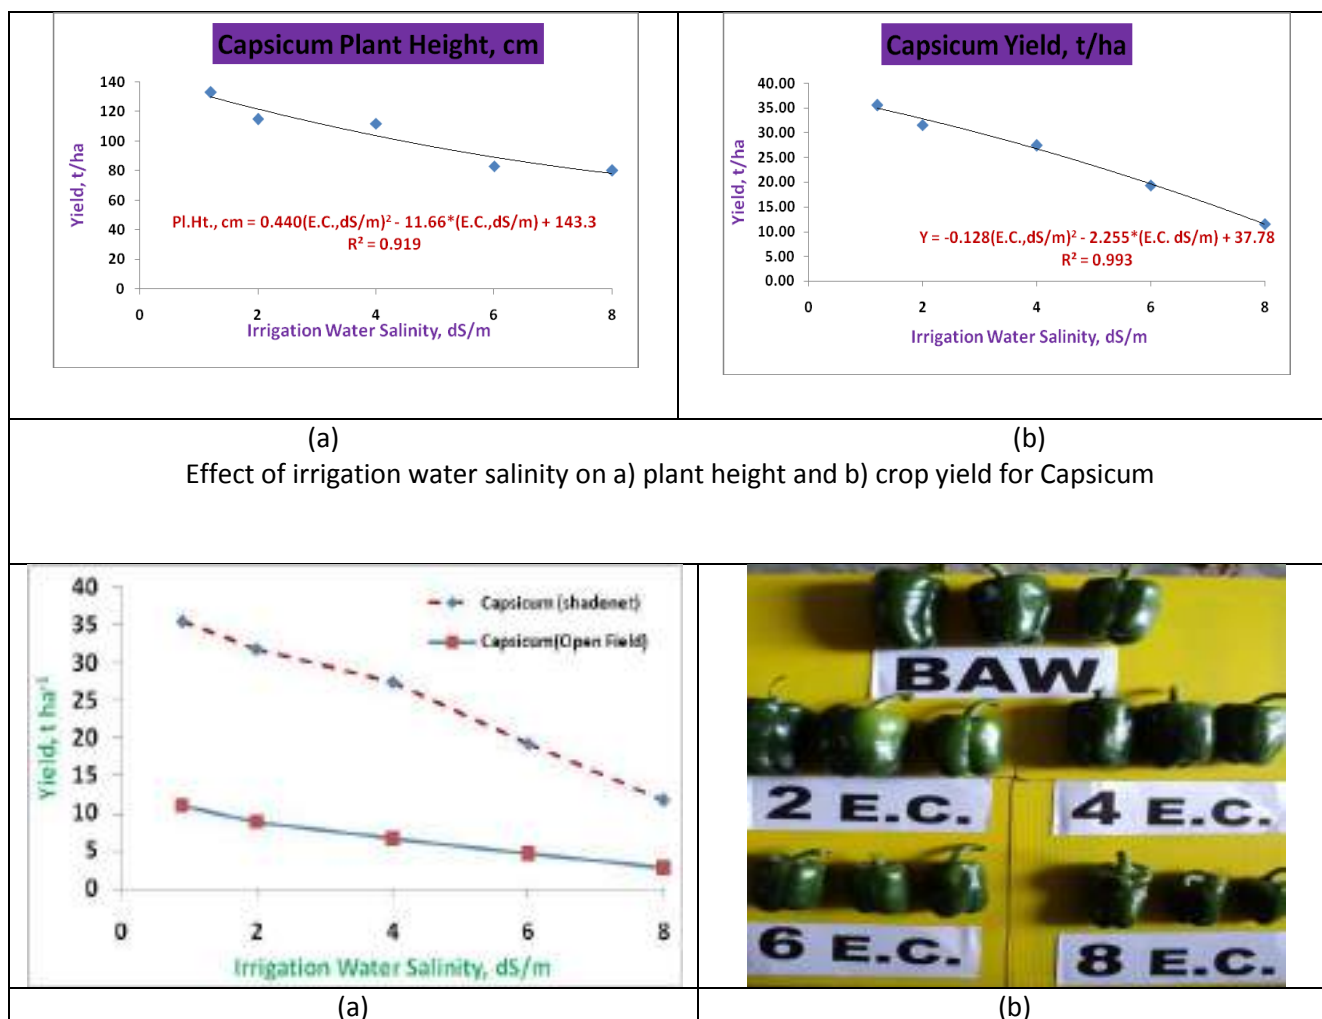 Capsicum Plant Height, cm
140
120
100
80
60
40
20
0
Yield, t/ha
Pl.Ht., cm = 0.440(E.C.,dS/m)² - 11.66*(E.C.,dS/m) + 143.3
R² = 0.919
0 2 4 6 8
Irrigation Water Salinity, dS/m
Capsicum Yield, t/ha
40.00
35.00
30.00
25.00
20.00
15.00
10.00
5.00
0.00
Yield, t/ha
Y = -0.128(E.C.,dS/m)² - 2.255*(E.C. dS/m) + 37.78
R² = 0.993
0 2 4 6 8
Irrigation Water Salinity, dS/m
(a) (b)
Effect of irrigation water salinity on a) plant height and b) crop yield for Capsicum
40
35
30
25
20
15
10
5
0
Yield, t ha⁻¹
Capsicum (shadenet)
Capsicum(Open Field)
0 2 4 6 8
Irrigation Water Salinity, dS/m
BAW
2 E.C. 4 E.C.
6 E.C. 8 E.C.
(a) (b)